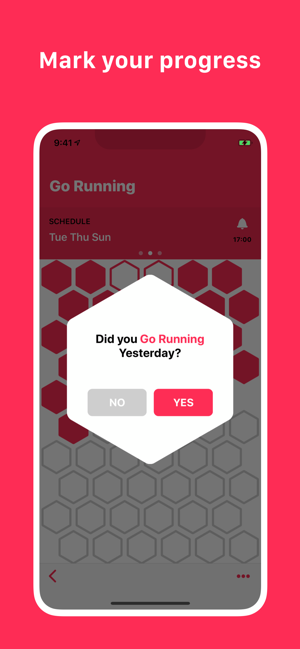 Mark your progress
9:41
Go Running
SCHEDULE
Tue Thu Sun
17:00
Did you Go Running
Yesterday?
NO
YES